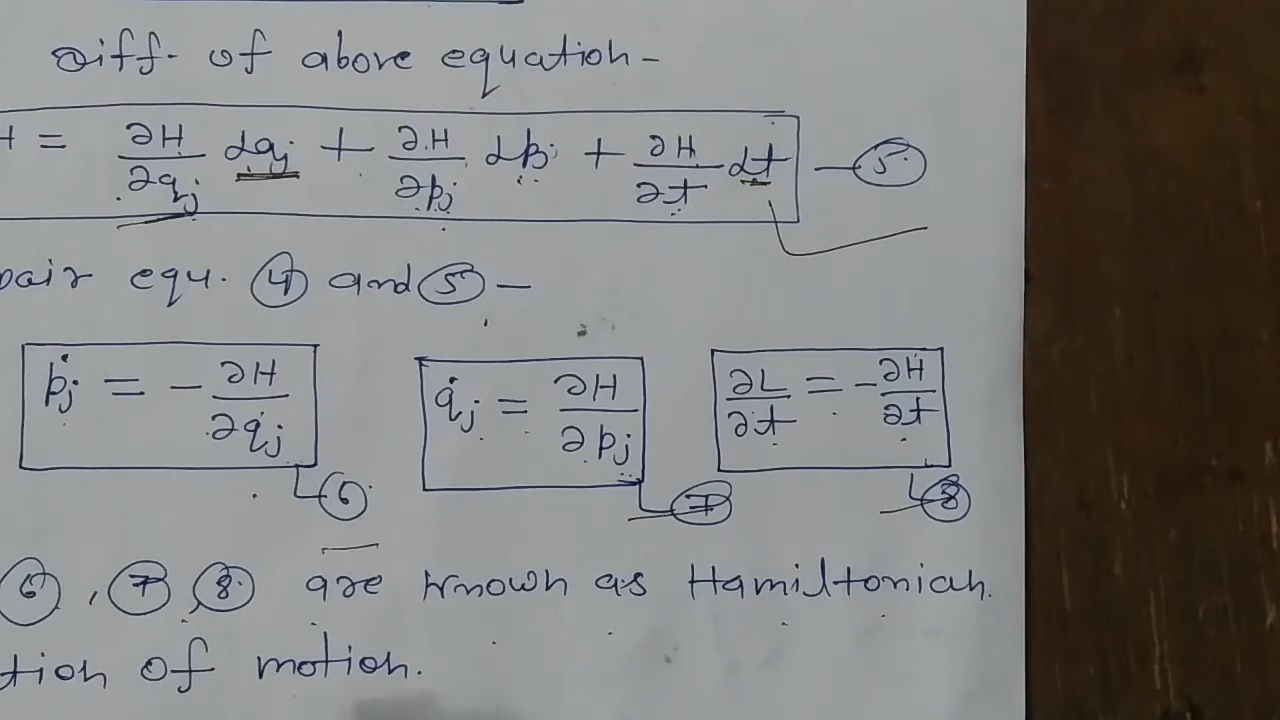 Diff. of above equation -
H = ∂H/∂qj dqj + ∂H/∂pj dpj + ∂H/∂t dt — ⑤
pair equ. ④ and ⑤ -
ṗj = - ∂H/∂qj ⑥ q̇j = ∂H/∂pj ⑦ ∂L/∂t = - ∂H/∂t ⑧
⑥, ⑦, ⑧ are known as Hamiltonian.
tion of motion.